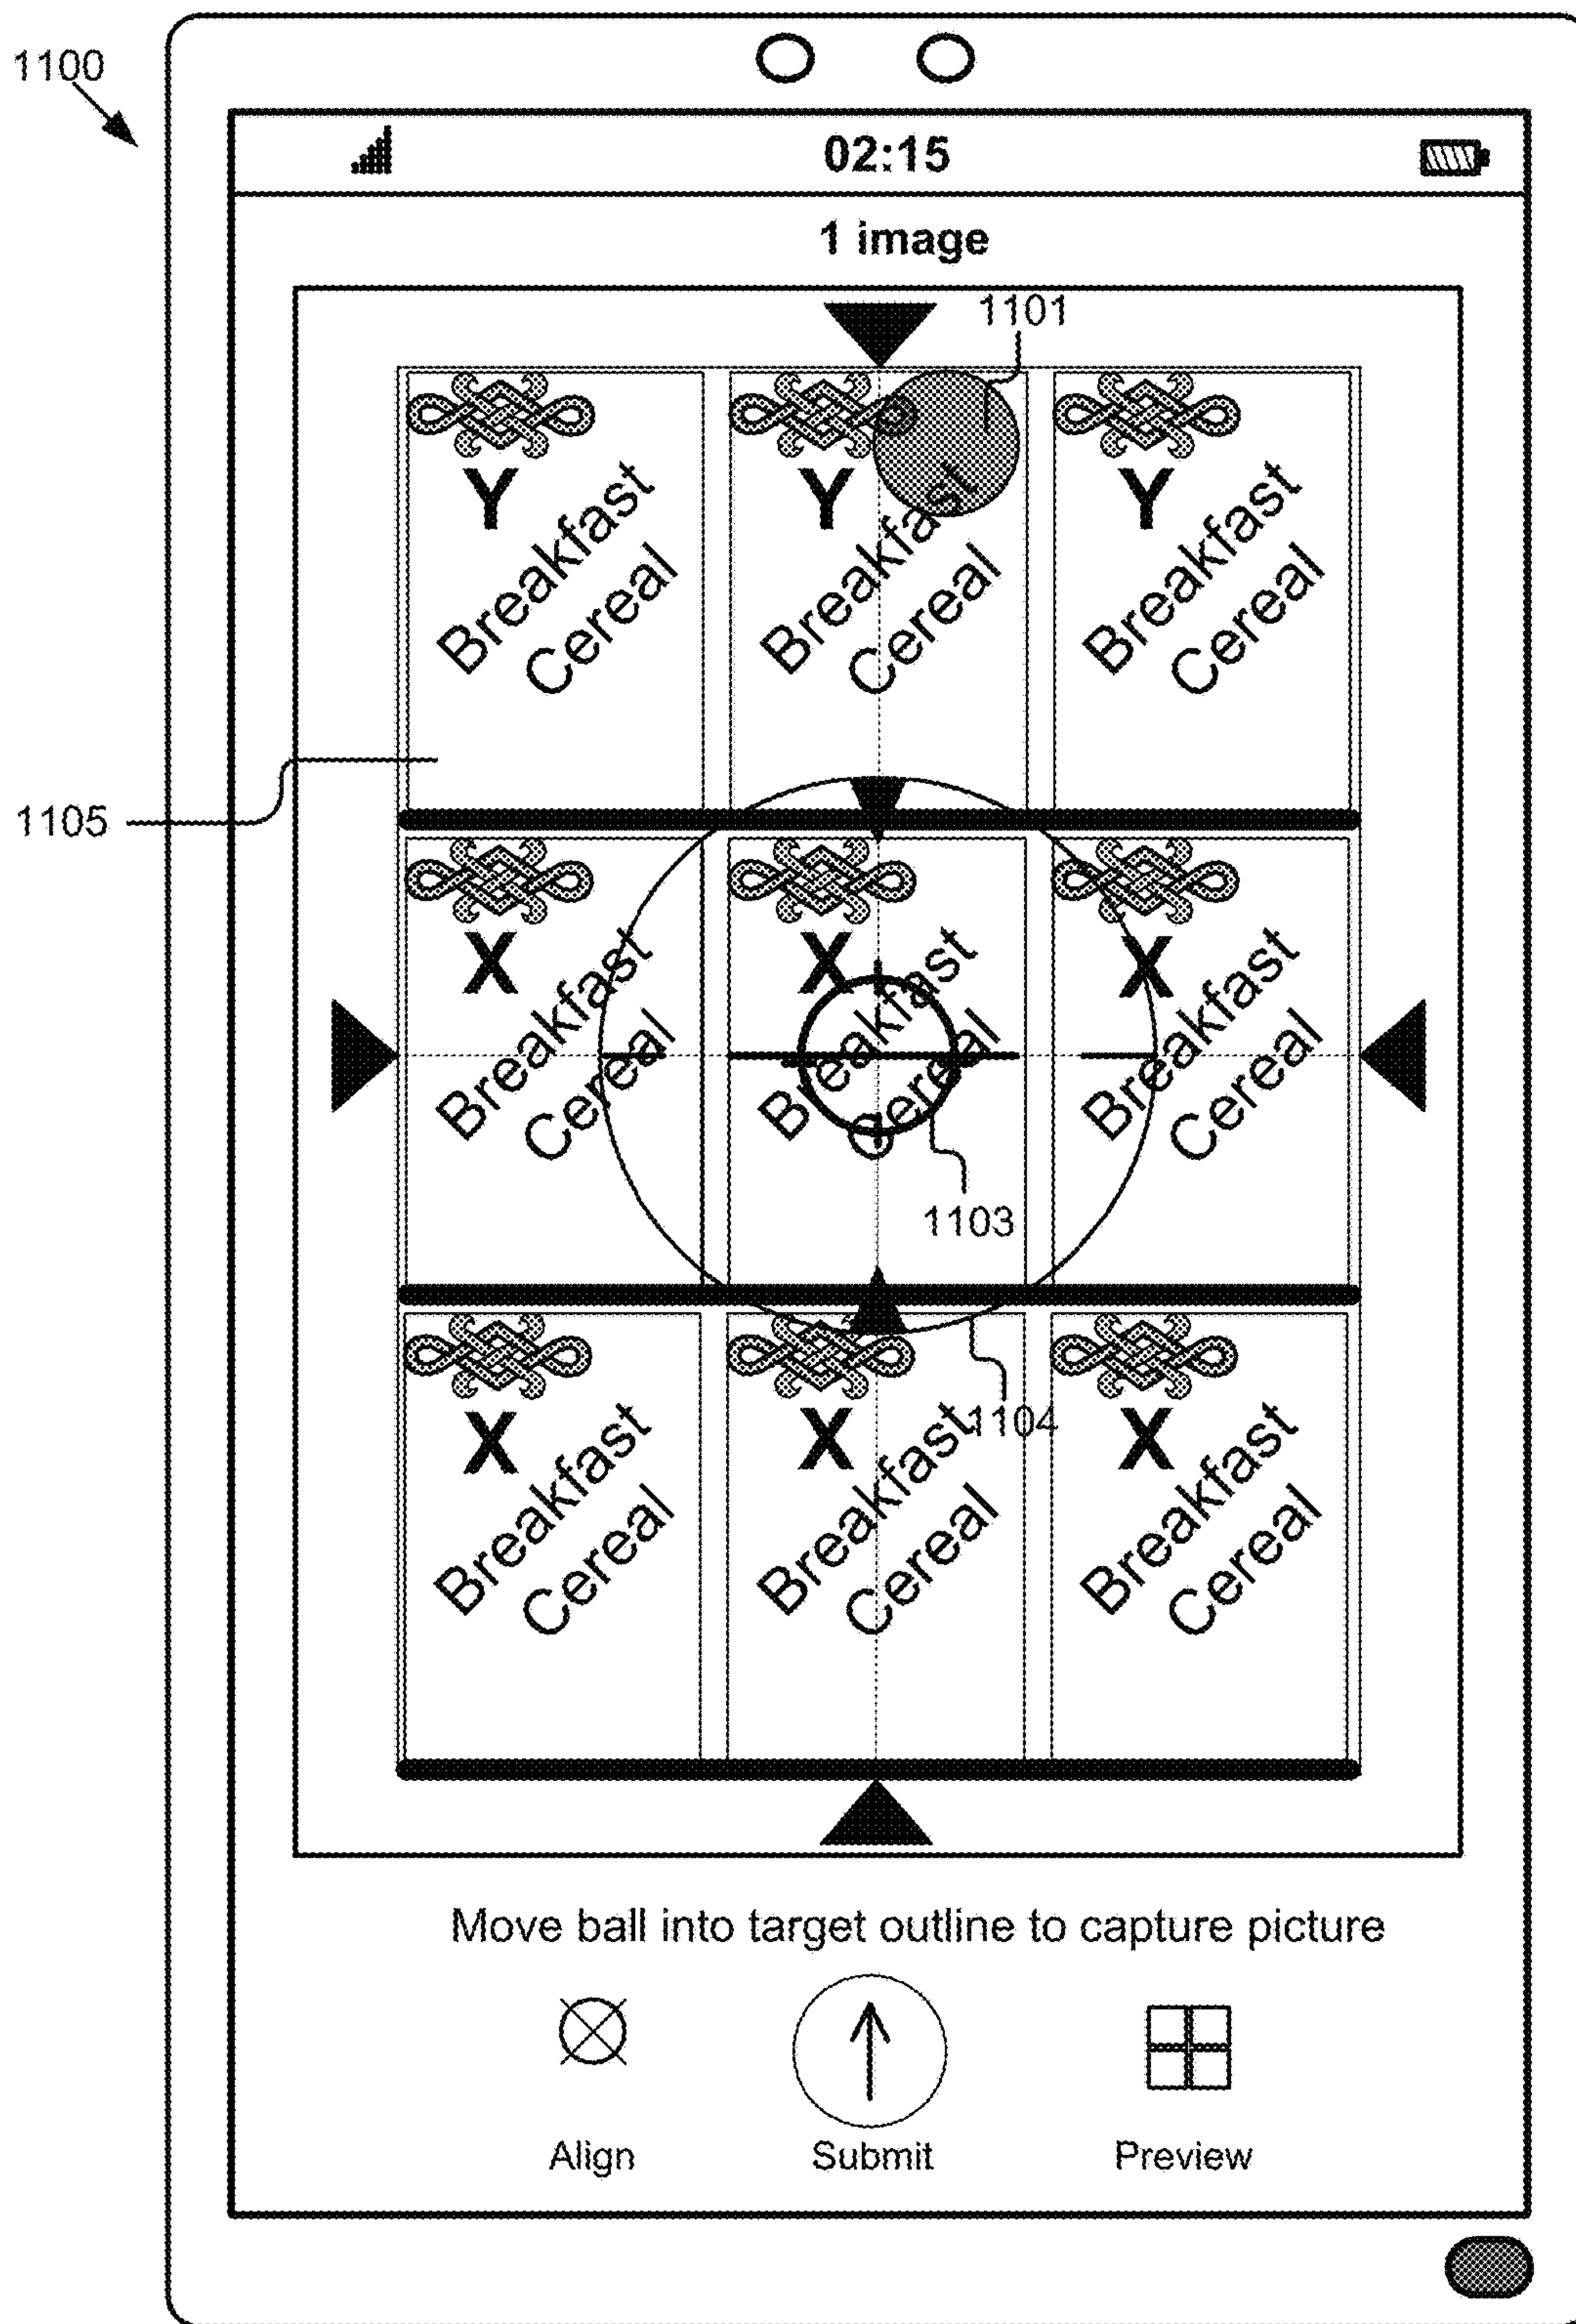 1100
02:15
1 image
1101
Y
Breakfast
Cereal
Y
Breakfast
Cereal
Y
Breakfast
Cereal
1105
X
Breakfast
Cereal
X
Breakfast
Cereal
X
Breakfast
Cereal
1103
X
Breakfast
Cereal
X
Breakfast
Cereal
X
Breakfast
Cereal
1104
Move ball into target outline to capture picture
Align
Submit
Preview